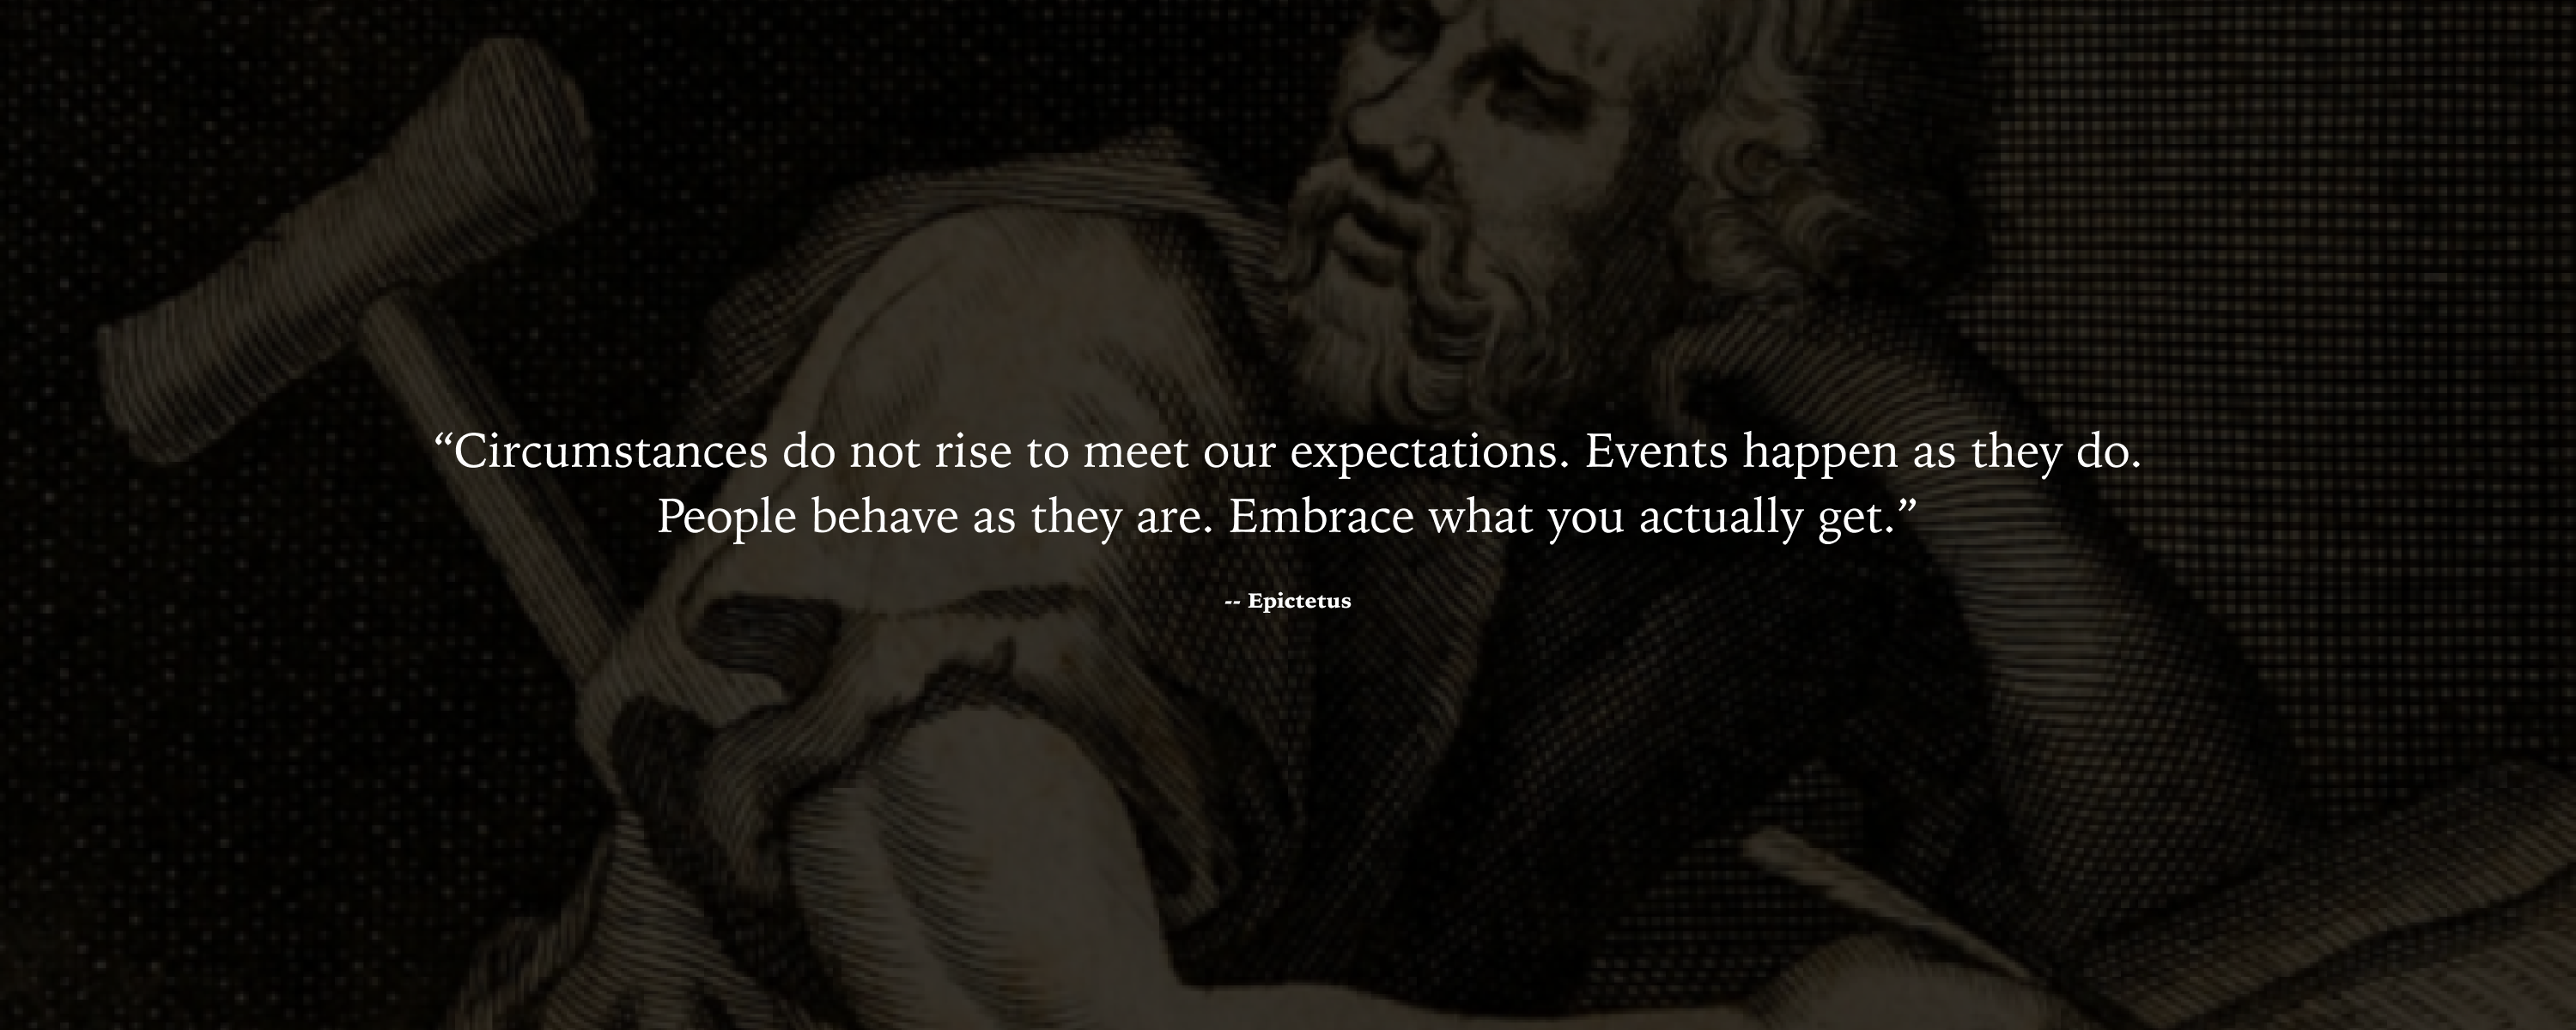 “Circumstances do not rise to meet our expectations. Events happen as they do.
People behave as they are. Embrace what you actually get.”
-- Epictetus